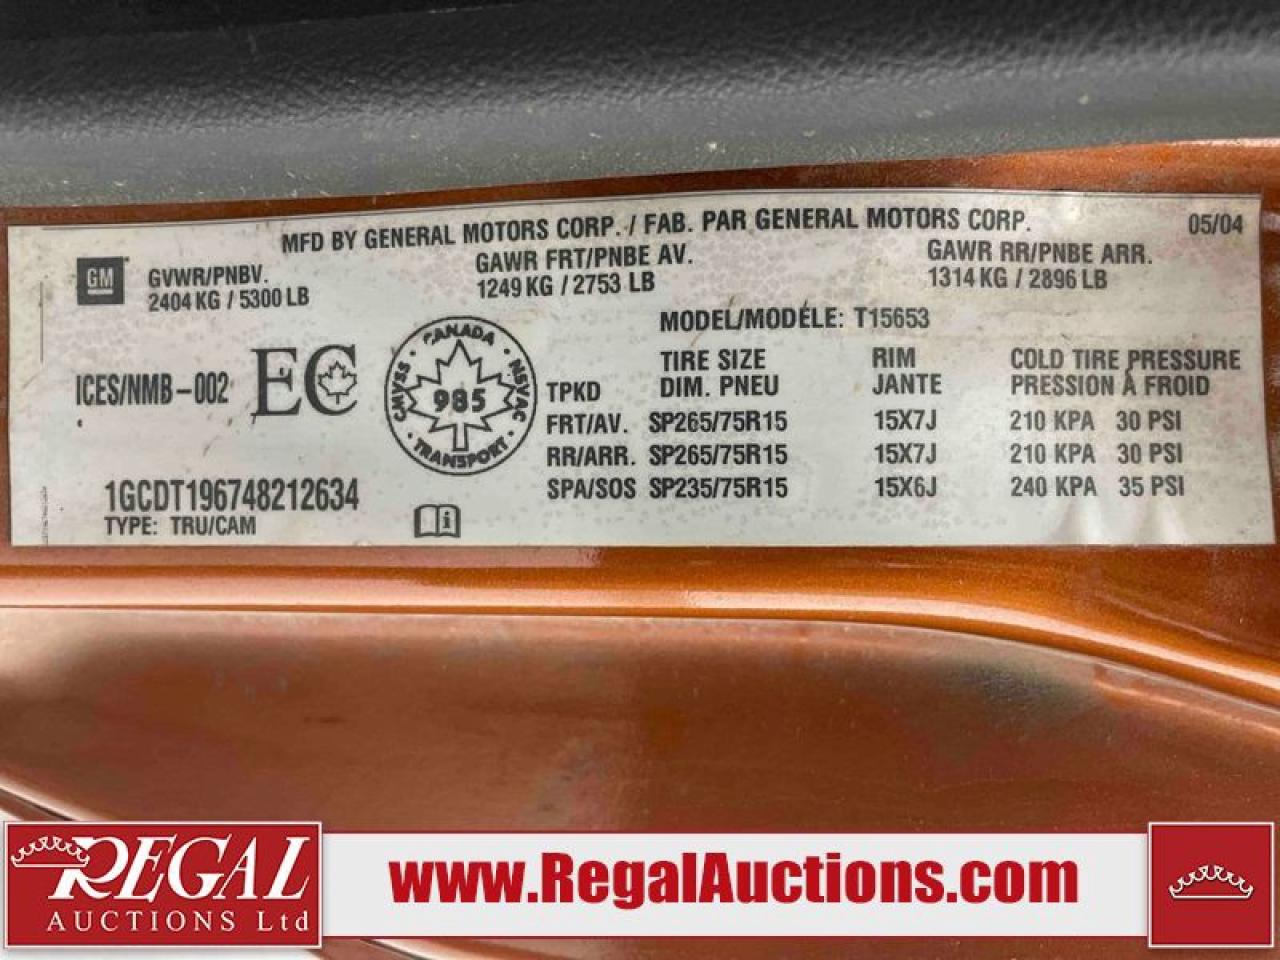 MFD BY GENERAL MOTORS CORP. / FAB. PAR GENERAL MOTORS CORP. 05/04
GM
GVWR/PNBV. GAWR FRT/PNBE AV. GAWR RR/PNBE ARR.
2404 KG / 5300 LB 1249 KG / 2753 LB 1314 KG / 2896 LB
MODEL/MODÉLE: T15653
ICES/NMB-002 EC
CANADA
CMVSS 985 NSVAC
TRANSPORT
TIRE SIZE RIM COLD TIRE PRESSURE
TPKD DIM. PNEU JANTE PRESSION À FROID
FRT/AV. SP265/75R15 15X7J 210 KPA 30 PSI
RR/ARR. SP265/75R15 15X7J 210 KPA 30 PSI
SPA/SOS SP235/75R15 15X6J 240 KPA 35 PSI
1GCDT196748212634
TYPE: TRU/CAM
i
REGAL
AUCTIONS Ltd
www.RegalAuctions.com